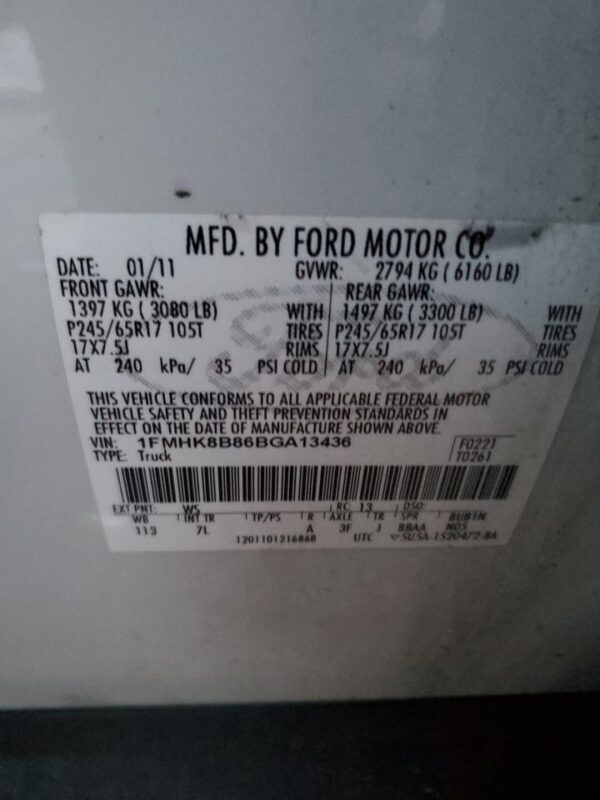 MFD. BY FORD MOTOR CO.
DATE: 01/11 GVWR: 2794 KG ( 6160 LB)
FRONT GAWR: REAR GAWR:
1397 KG ( 3080 LB) WITH 1497 KG ( 3300 LB) WITH
P245/65R17 105T TIRES P245/65R17 105T TIRES
17X7.5J RIMS 17X7.5J RIMS
AT 240 kPa/ 35 PSI COLD AT 240 kPa/ 35 PSI COLD
THIS VEHICLE CONFORMS TO ALL APPLICABLE FEDERAL MOTOR
VEHICLE SAFETY AND THEFT PREVENTION STANDARDS IN
EFFECT ON THE DATE OF MANUFACTURE SHOWN ABOVE.
VIN: 1FMHK8B86BGA13436 F0221
TYPE: Truck T0261
EXT PNT: WS RC: 13 DSO:
WB INT TR TP/PS R AXLE TR SPR
113 7L A 3F J BBAA NOS
1201101216868 UTC